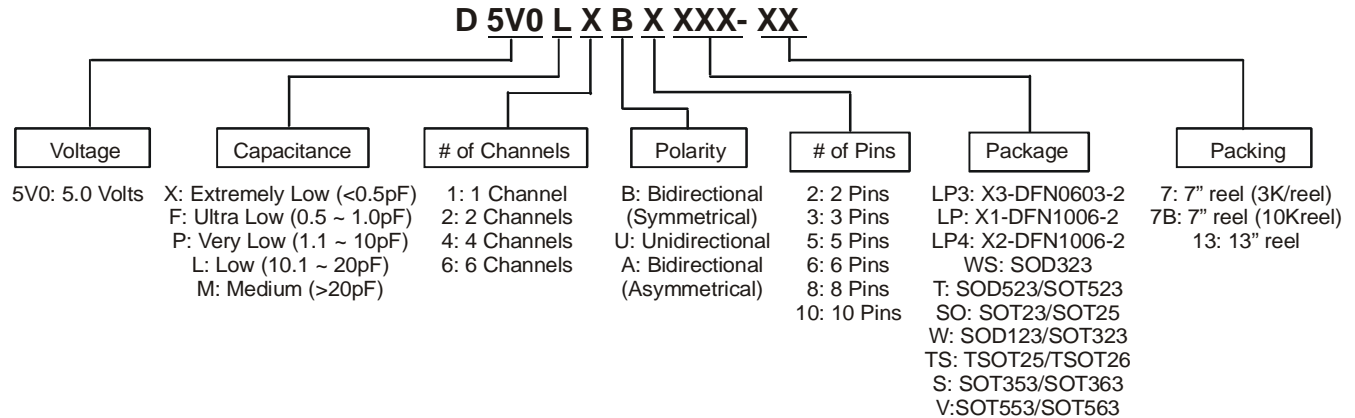 D 5V0 L X B X XXX- XX
Voltage
5V0: 5.0 Volts
Capacitance
X: Extremely Low (<0.5pF)
F: Ultra Low (0.5 ~ 1.0pF)
P: Very Low (1.1 ~ 10pF)
L: Low (10.1 ~ 20pF)
M: Medium (>20pF)
# of Channels
1: 1 Channel
2: 2 Channels
4: 4 Channels
6: 6 Channels
Polarity
B: Bidirectional
(Symmetrical)
U: Unidirectional
A: Bidirectional
(Asymmetrical)
# of Pins
2: 2 Pins
3: 3 Pins
5: 5 Pins
6: 6 Pins
8: 8 Pins
10: 10 Pins
Package
LP3: X3-DFN0603-2
LP: X1-DFN1006-2
LP4: X2-DFN1006-2
WS: SOD323
T: SOD523/SOT523
SO: SOT23/SOT25
W: SOD123/SOT323
TS: TSOT25/TSOT26
S: SOT353/SOT363
V:SOT553/SOT563
Packing
7: 7” reel (3K/reel)
7B: 7” reel (10Kreel)
13: 13” reel